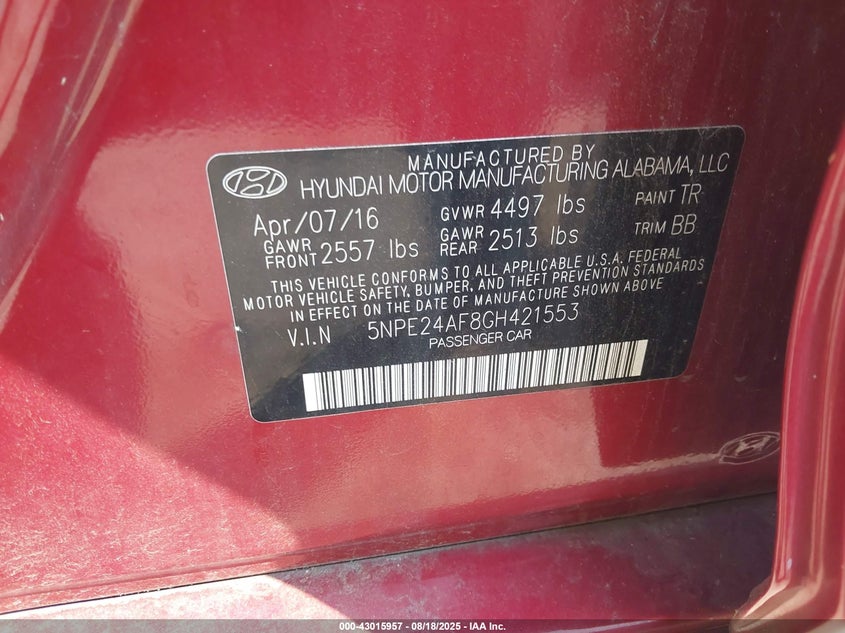 MANUFACTURED BY
HYUNDAI MOTOR MANUFACTURING ALABAMA, LLC
Apr/07/16 GVWR 4497 lbs PAINT TR
GAWR FRONT 2557 lbs GAWR REAR 2513 lbs TRIM BB
THIS VEHICLE CONFORMS TO ALL APPLICABLE U.S.A. FEDERAL
MOTOR VEHICLE SAFETY, BUMPER, AND THEFT PREVENTION STANDARDS
IN EFFECT ON THE DATE OF MANUFACTURE SHOWN ABOVE.
V.I.N 5NPE24AF8GH421553
PASSENGER CAR
000-43015957 - 08/18/2025 - IAA Inc.